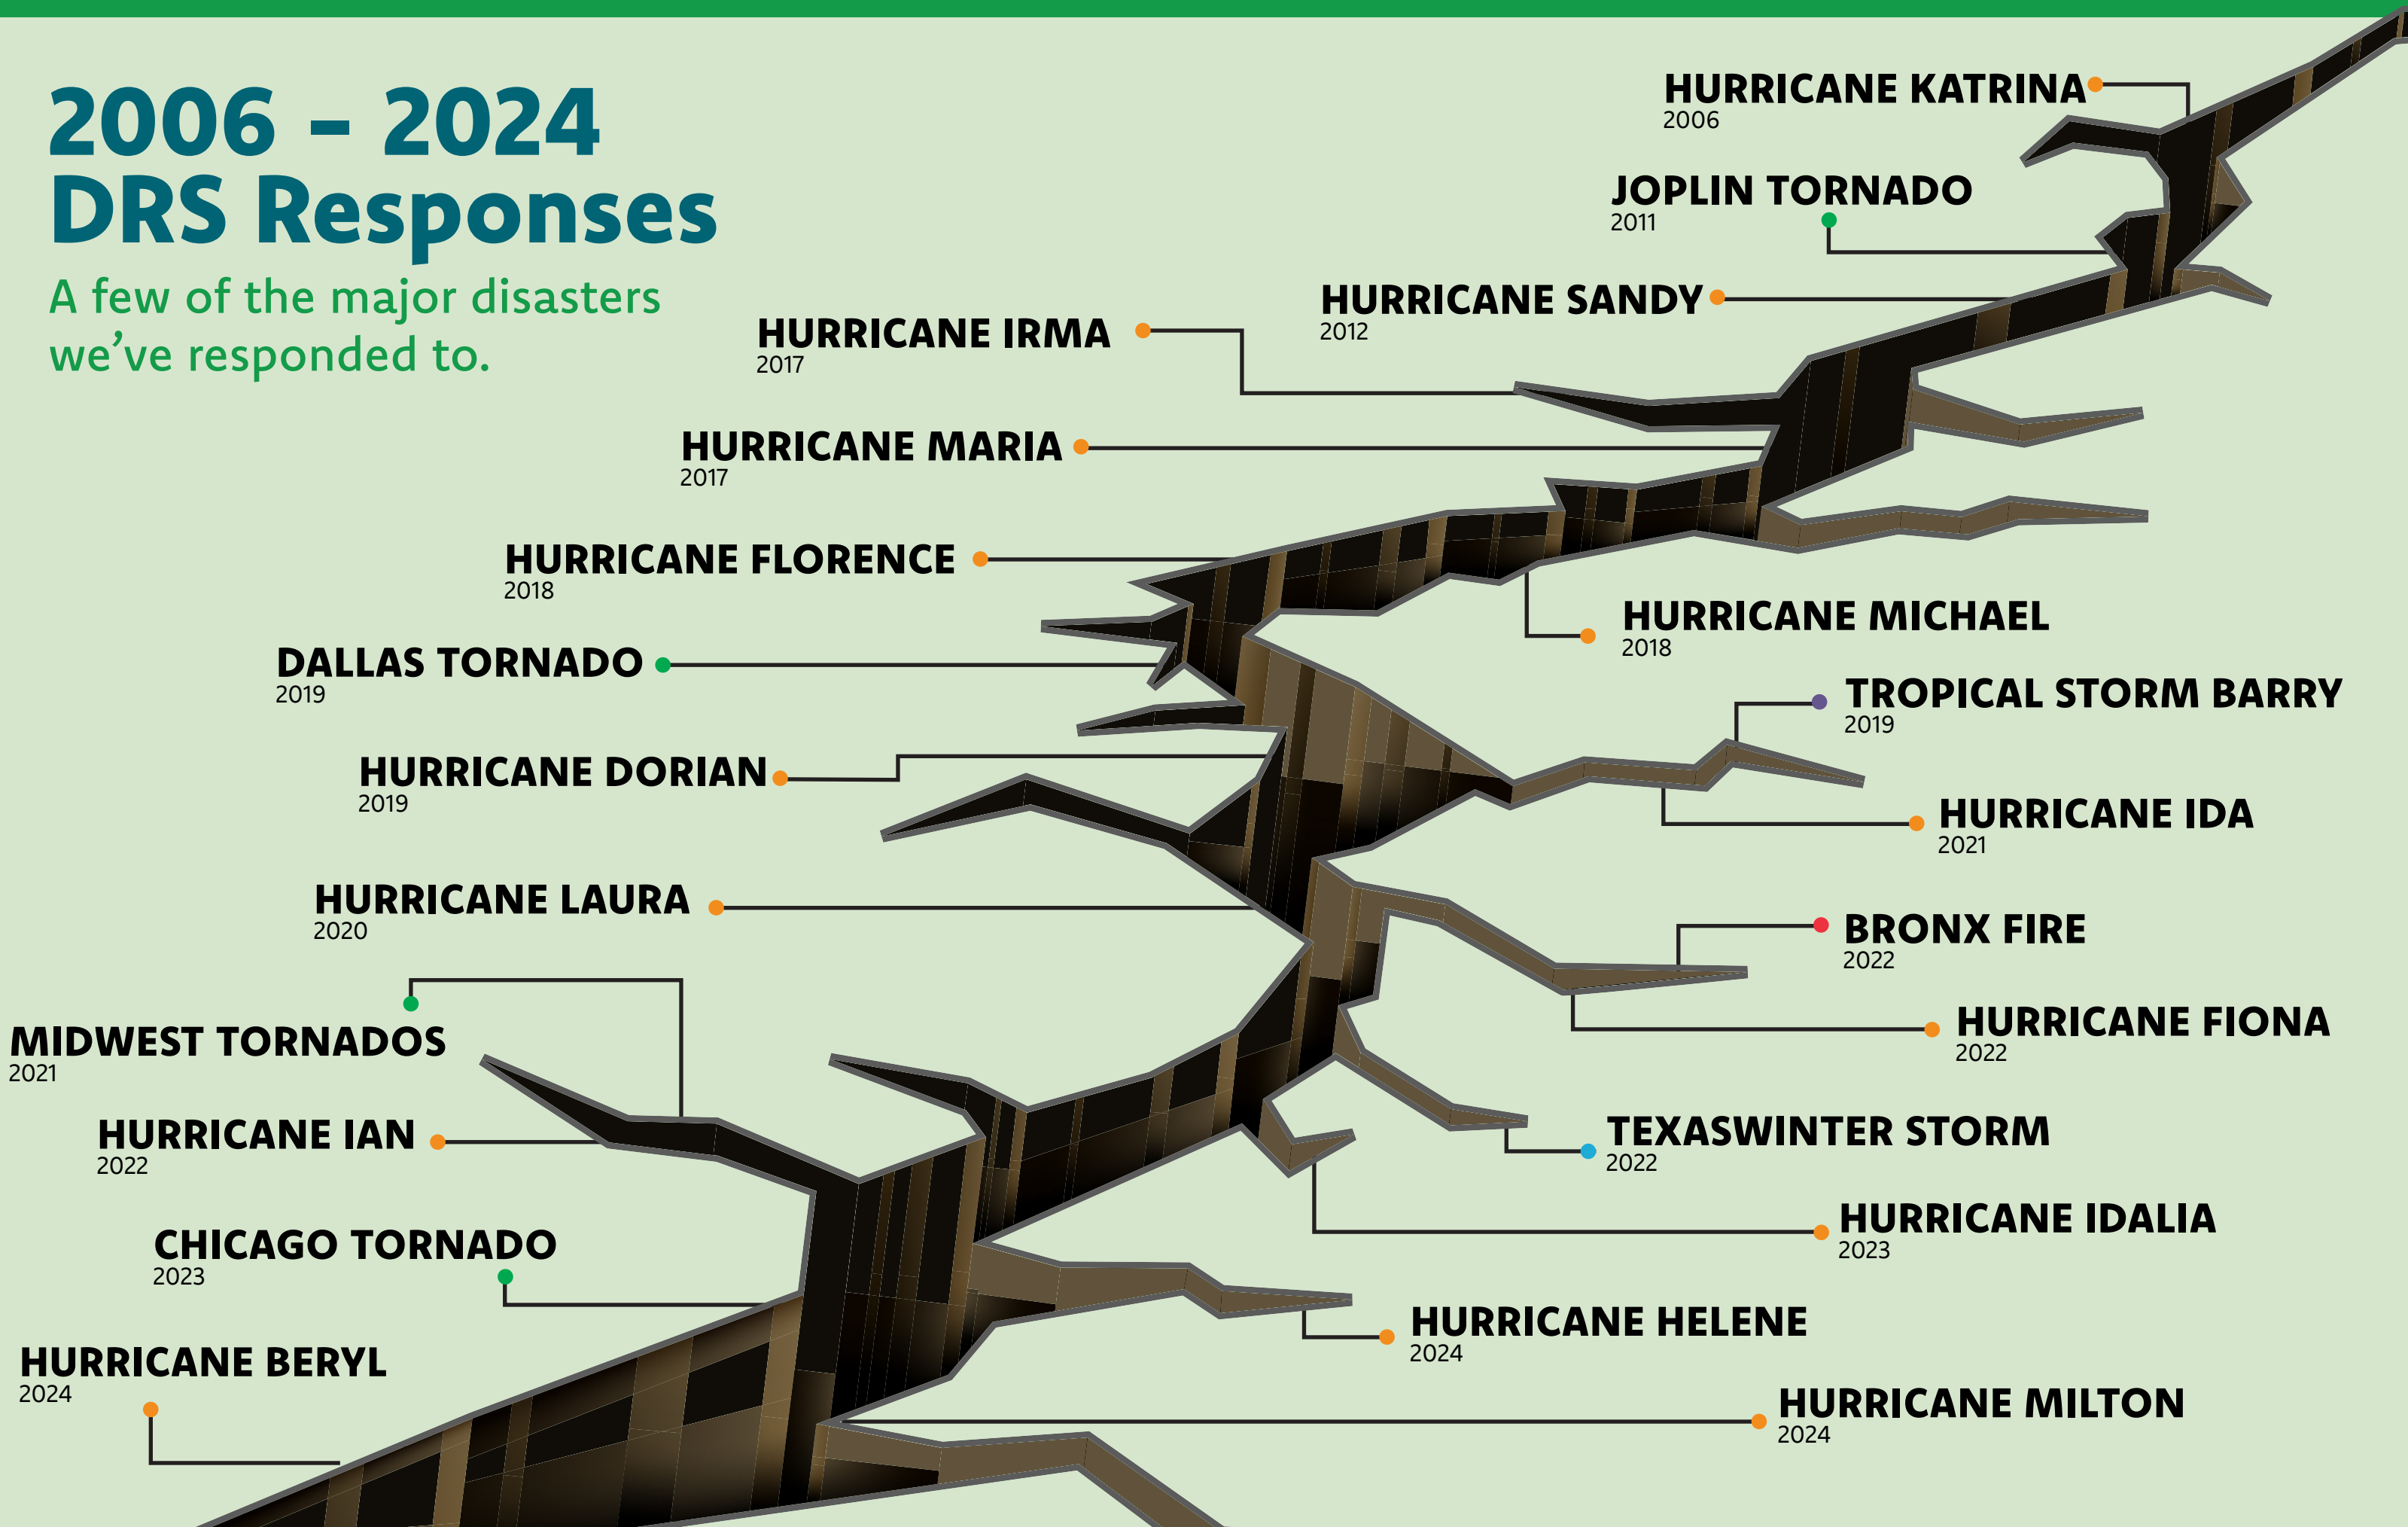 2006 – 2024
DRS Responses
A few of the major disasters
we’ve responded to.
HURRICANE KATRINA
2006
JOPLIN TORNADO
2011
HURRICANE SANDY
2012
HURRICANE IRMA
2017
HURRICANE MARIA
2017
HURRICANE FLORENCE
2018
HURRICANE MICHAEL
2018
DALLAS TORNADO
2019
TROPICAL STORM BARRY
2019
HURRICANE DORIAN
2019
HURRICANE IDA
2021
HURRICANE LAURA
2020
BRONX FIRE
2022
MIDWEST TORNADOS
2021
HURRICANE FIONA
2022
HURRICANE IAN
2022
TEXASWINTER STORM
2022
CHICAGO TORNADO
2023
HURRICANE IDALIA
2023
HURRICANE HELENE
2024
HURRICANE BERYL
2024
HURRICANE MILTON
2024